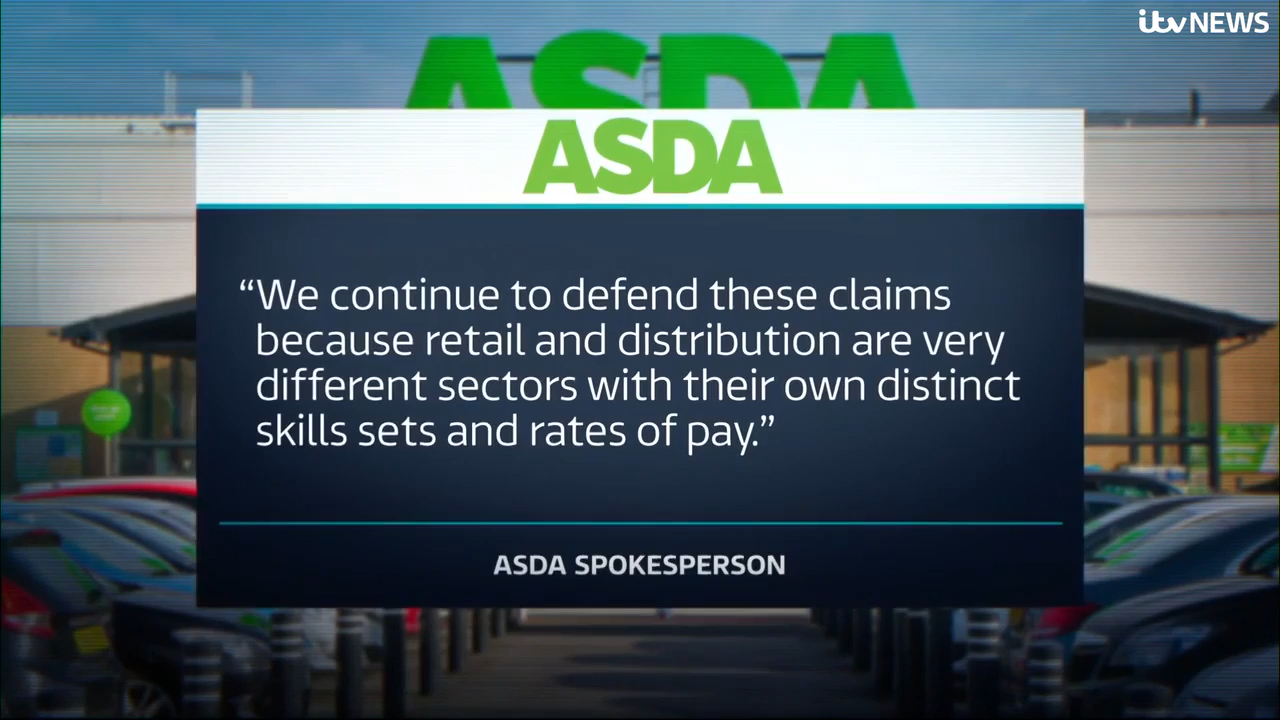 itv NEWS
ASDA
ASDA
“We continue to defend these claims
because retail and distribution are very
different sectors with their own distinct
skills sets and rates of pay.”
ASDA SPOKESPERSON